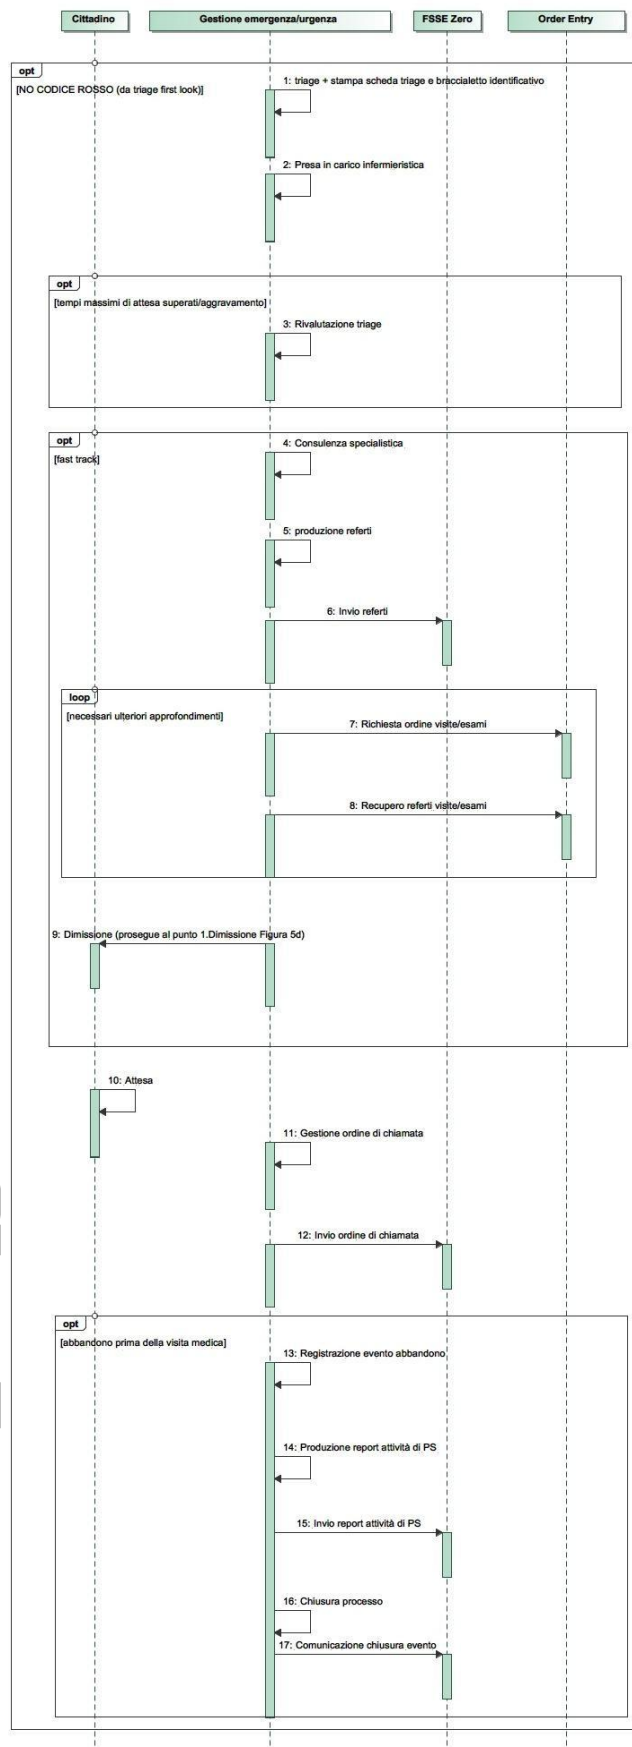 Cittadino
Gestione emergenza/urgenza
FSSE Zero
Order Entry
opt
[NO CODICE ROSSO (da triage first look)]
1: triage + stampa scheda triage e braccialetto identificativo
2: Presa in carico infermieristica
opt
[tempi massimi di attesa superati/aggravamento]
3: Rivalutazione triage
opt
[fast track]
4: Consulenza specialistica
5: produzione referti
6: Invio referti
loop
[necessari ulteriori approfondimenti]
7: Richiesta ordine visite/esami
8: Recupero referti visite/esami
9: Dimissione (prosegue al punto 1.Dimissione Figura 5d)
10: Attesa
11: Gestione ordine di chiamata
12: Invio ordine di chiamata
opt
[abbandono prima della visita medica]
13: Registrazione evento abbandono
14: Produzione report attività di PS
15: Invio report attività di PS
16: Chiusura processo
17: Comunicazione chiusura evento